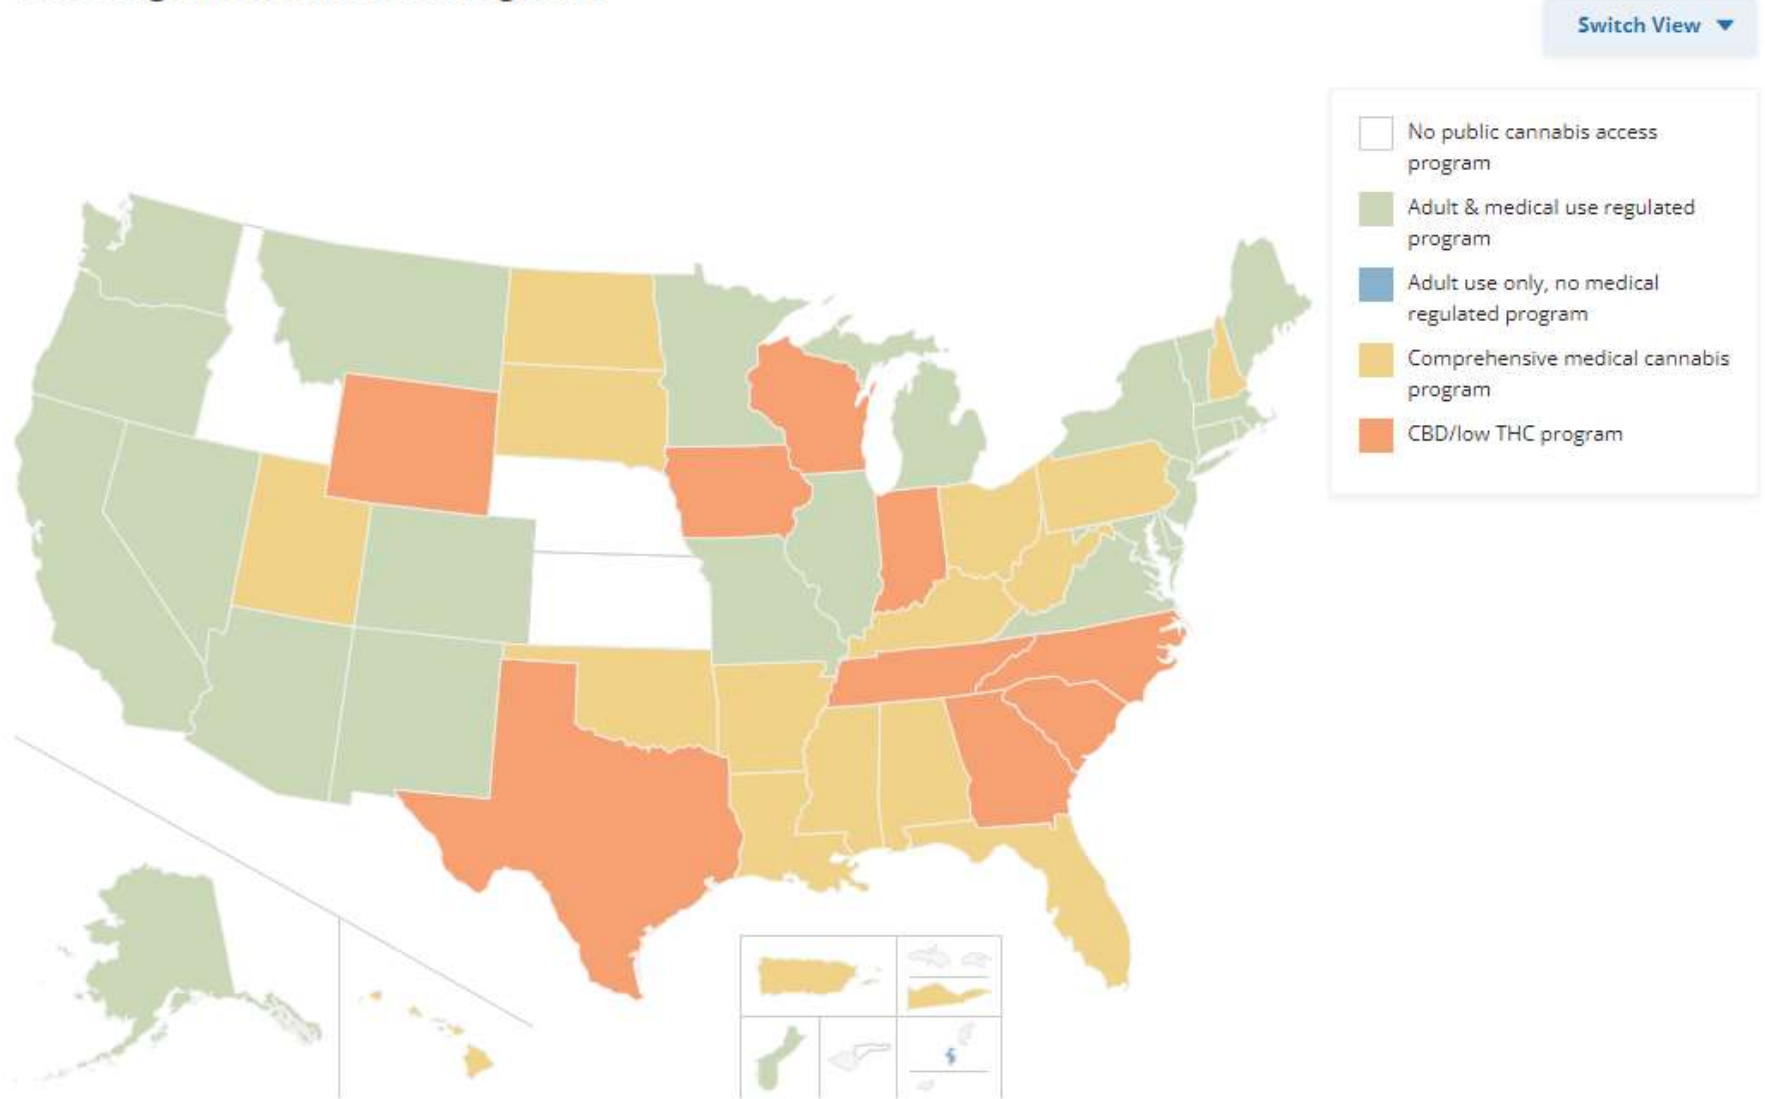 Switch View
No public cannabis access
program
Adult & medical use regulated
program
Adult use only, no medical
regulated program
Comprehensive medical cannabis
program
CBD/low THC program